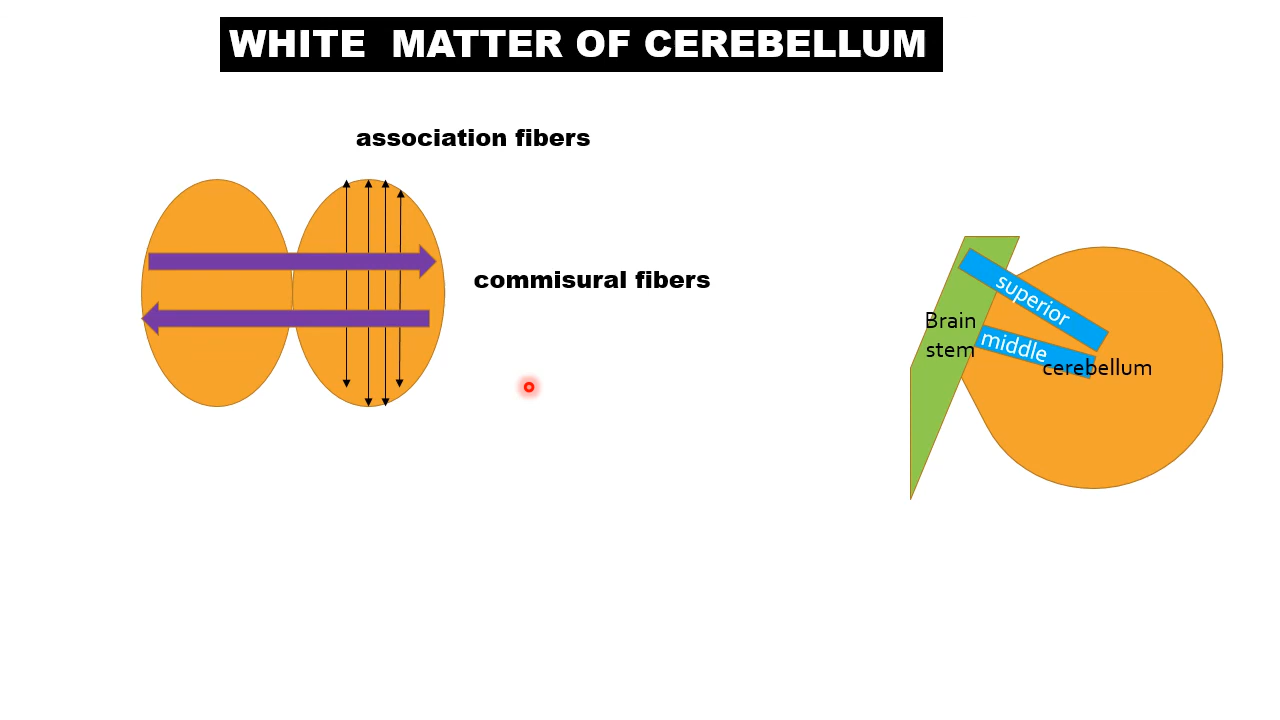 WHITE  MATTER OF CEREBELLUM
association fibers
commisural fibers
superior
Brain
stem
middle
cerebellum